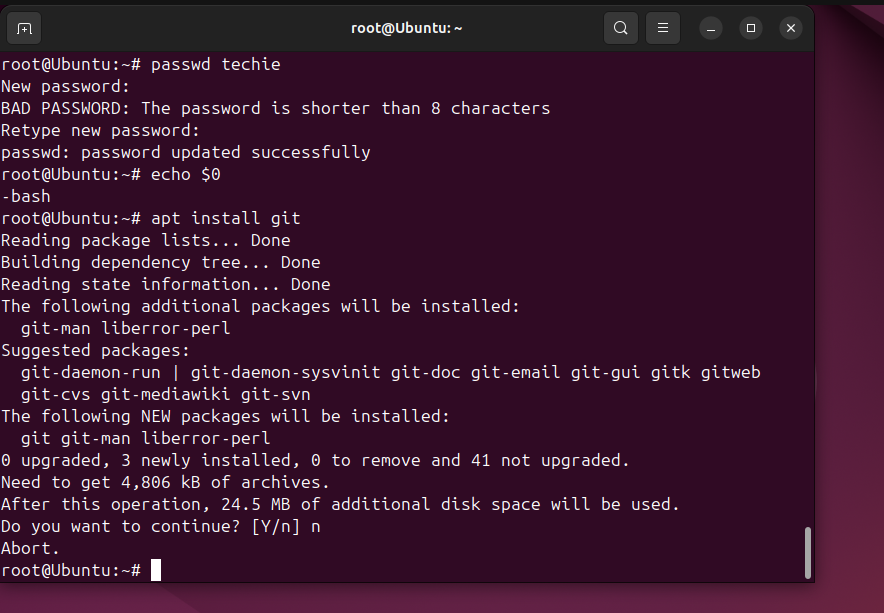 root@Ubuntu: ~
root@Ubuntu:~# passwd techie
New password:
BAD PASSWORD: The password is shorter than 8 characters
Retype new password:
passwd: password updated successfully
root@Ubuntu:~# echo $0
-bash
root@Ubuntu:~# apt install git
Reading package lists... Done
Building dependency tree... Done
Reading state information... Done
The following additional packages will be installed:
  git-man liberror-perl
Suggested packages:
  git-daemon-run | git-daemon-sysvinit git-doc git-email git-gui gitk gitweb
  git-cvs git-mediawiki git-svn
The following NEW packages will be installed:
  git git-man liberror-perl
0 upgraded, 3 newly installed, 0 to remove and 41 not upgraded.
Need to get 4,806 kB of archives.
After this operation, 24.5 MB of additional disk space will be used.
Do you want to continue? [Y/n] n
Abort.
root@Ubuntu:~#